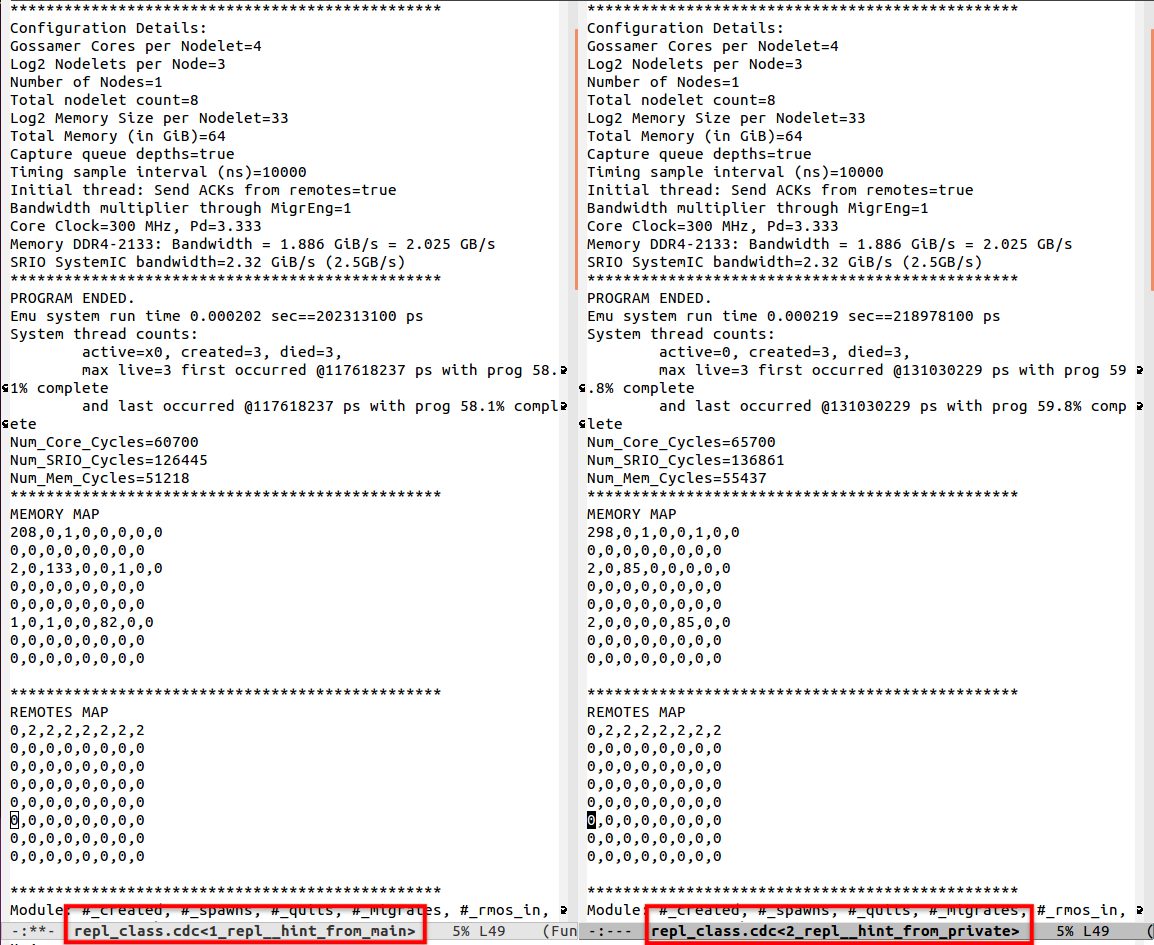 ************************************************
Configuration Details:
Gossamer Cores per Nodelet=4
Log2 Nodelets per Node=3
Number of Nodes=1
Total nodelet count=8
Log2 Memory Size per Nodelet=33
Total Memory (in GiB)=64
Capture queue depths=true
Timing sample interval (ns)=10000
Initial thread: Send ACKs from remotes=true
Bandwidth multiplier through MigrEng=1
Core Clock=300 MHz, Pd=3.333
Memory DDR4-2133: Bandwidth = 1.886 GiB/s = 2.025 GB/s
SRIO SystemIC bandwidth=2.32 GiB/s (2.5GB/s)
************************************************
PROGRAM ENDED.
Emu system run time 0.000202 sec==202313100 ps
System thread counts:
active=x0, created=3, died=3,
max live=3 first occurred @117618237 ps with prog 58.
1% complete
and last occurred @117618237 ps with prog 58.1% compl
ete
Num_Core_Cycles=60700
Num_SRIO_Cycles=126445
Num_Mem_Cycles=51218
************************************************
MEMORY MAP
208,0,1,0,0,0,0,0
0,0,0,0,0,0,0,0
2,0,133,0,0,1,0,0
0,0,0,0,0,0,0,0
0,0,0,0,0,0,0,0
1,0,1,0,0,82,0,0
0,0,0,0,0,0,0,0
0,0,0,0,0,0,0,0
************************************************
REMOTES MAP
0,2,2,2,2,2,2,2
0,0,0,0,0,0,0,0
0,0,0,0,0,0,0,0
0,0,0,0,0,0,0,0
0,0,0,0,0,0,0,0
0,0,0,0,0,0,0,0
0,0,0,0,0,0,0,0
0,0,0,0,0,0,0,0
************************************************
Module: #_created, #_spawns, #_quits, #_migrates, #_rmos_in,
-:**- repl_class.cdc<1_repl__hint_from_main> 5% L49 (Fun
************************************************
Configuration Details:
Gossamer Cores per Nodelet=4
Log2 Nodelets per Node=3
Number of Nodes=1
Total nodelet count=8
Log2 Memory Size per Nodelet=33
Total Memory (in GiB)=64
Capture queue depths=true
Timing sample interval (ns)=10000
Initial thread: Send ACKs from remotes=true
Bandwidth multiplier through MigrEng=1
Core Clock=300 MHz, Pd=3.333
Memory DDR4-2133: Bandwidth = 1.886 GiB/s = 2.025 GB/s
SRIO SystemIC bandwidth=2.32 GiB/s (2.5GB/s)
************************************************
PROGRAM ENDED.
Emu system run time 0.000219 sec==218978100 ps
System thread counts:
active=0, created=3, died=3,
max live=3 first occurred @131030229 ps with prog 59
.8% complete
and last occurred @131030229 ps with prog 59.8% comp
lete
Num_Core_Cycles=65700
Num_SRIO_Cycles=136861
Num_Mem_Cycles=55437
************************************************
MEMORY MAP
298,0,1,0,0,1,0,0
0,0,0,0,0,0,0,0
2,0,85,0,0,0,0,0
0,0,0,0,0,0,0,0
0,0,0,0,0,0,0,0
2,0,0,0,0,85,0,0
0,0,0,0,0,0,0,0
0,0,0,0,0,0,0,0
************************************************
REMOTES MAP
0,2,2,2,2,2,2,2
0,0,0,0,0,0,0,0
0,0,0,0,0,0,0,0
0,0,0,0,0,0,0,0
0,0,0,0,0,0,0,0
0,0,0,0,0,0,0,0
0,0,0,0,0,0,0,0
0,0,0,0,0,0,0,0
************************************************
Module: #_created, #_spawns, #_quits, #_migrates, #_rmos_in,
-:--- repl_class.cdc<2_repl__hint_from_private> 5% L49 (